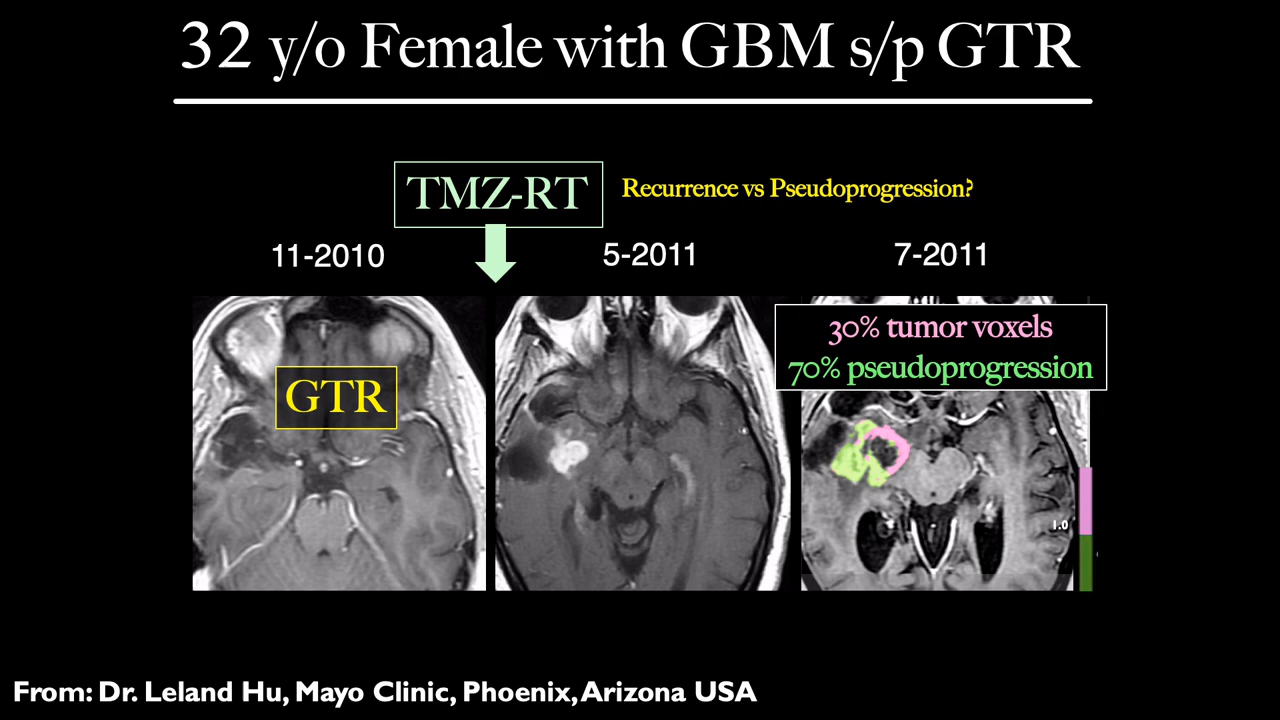 32 y/o Female with GBM s/p GTR
TMZ-RT
Recurrence vs Pseudoprogression?
11-2010
5-2011
7-2011
GTR
30% tumor voxels
70% pseudoprogression
1.0
From: Dr. Leland Hu, Mayo Clinic, Phoenix, Arizona USA